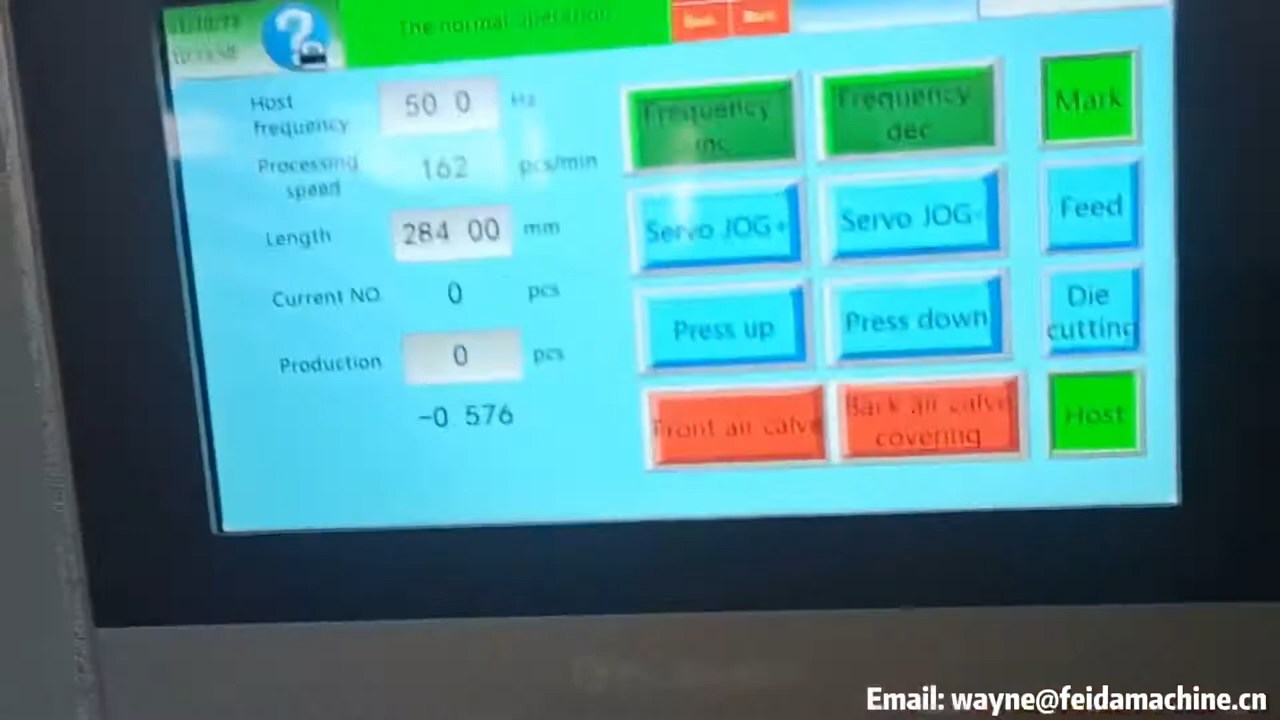 The normal operation
Host frequency 50 0 Hz
Processing speed 162 pcs/min
Length 284 00 mm
Current NO. 0 pcs
Production 0 pcs
-0 576
Frequency inc
Frequency dec
Mark
Servo JOG+
Servo JOG-
Feed
Press up
Press down
Die cutting
Front air calve
Back air calve covering
Host
Email: wayne@feidamachine.cn